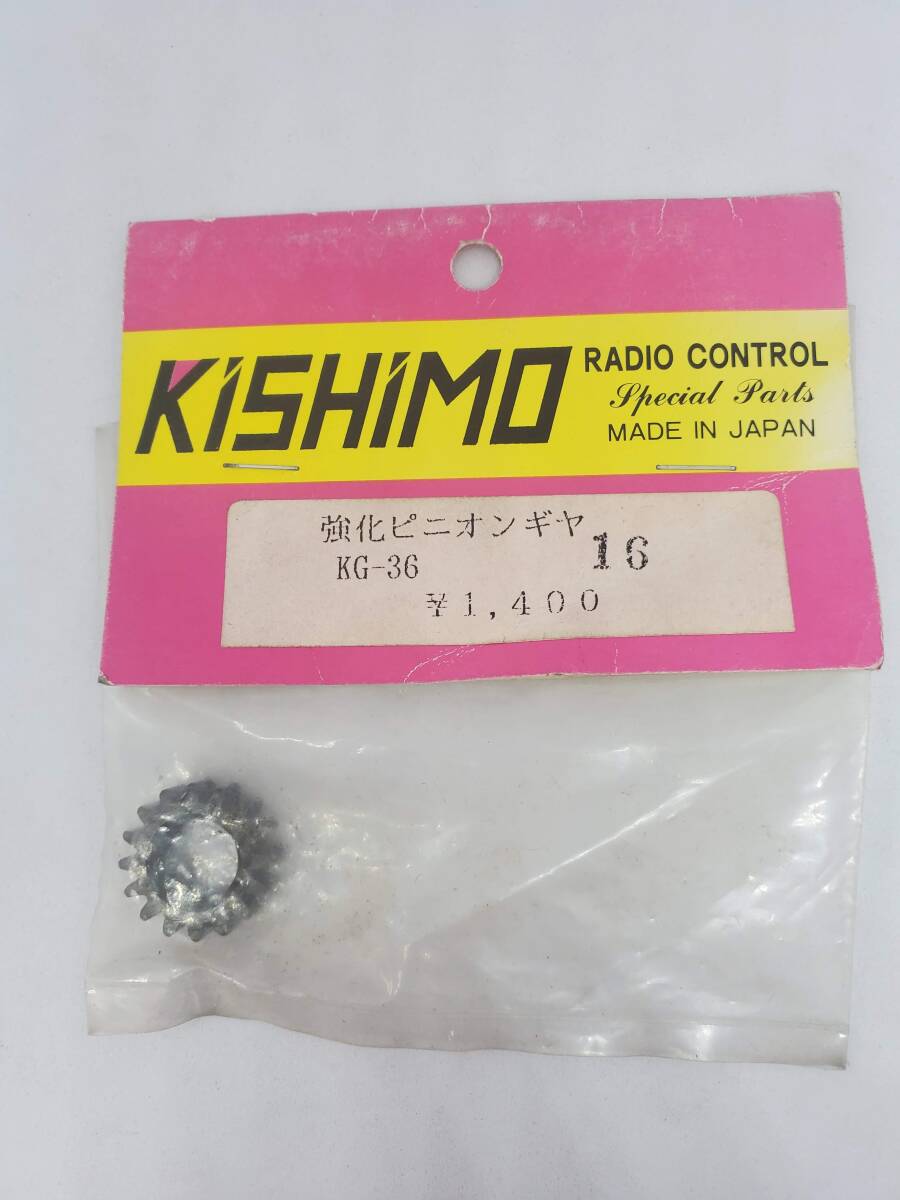 KiSHiMO
RADIO CONTROL
Special Parts
MADE IN JAPAN
強化ピニオンギヤ
KG-36 16
¥1,400